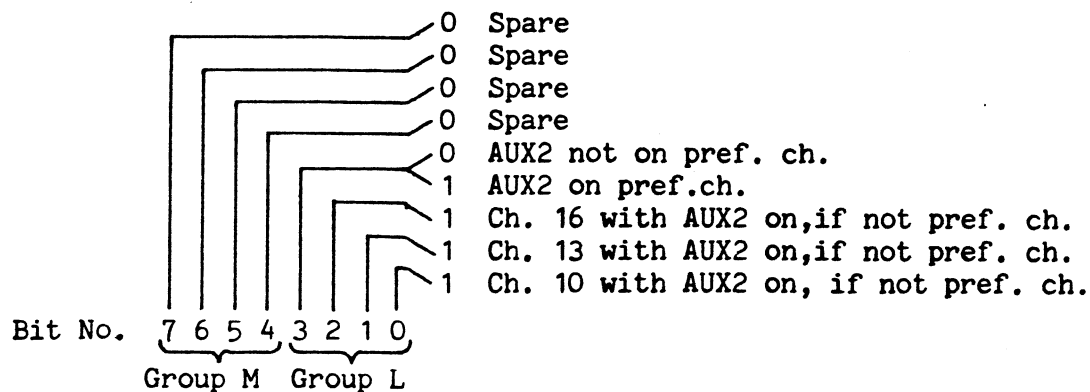 0 Spare
0 Spare
0 Spare
0 Spare
0 AUX2 not on pref. ch.
1 AUX2 on pref.ch.
1 Ch. 16 with AUX2 on,if not pref. ch.
1 Ch. 13 with AUX2 on,if not pref. ch.
1 Ch. 10 with AUX2 on, if not pref. ch.
Bit No. 7 6 5 4 3 2 1 0
Group M Group L